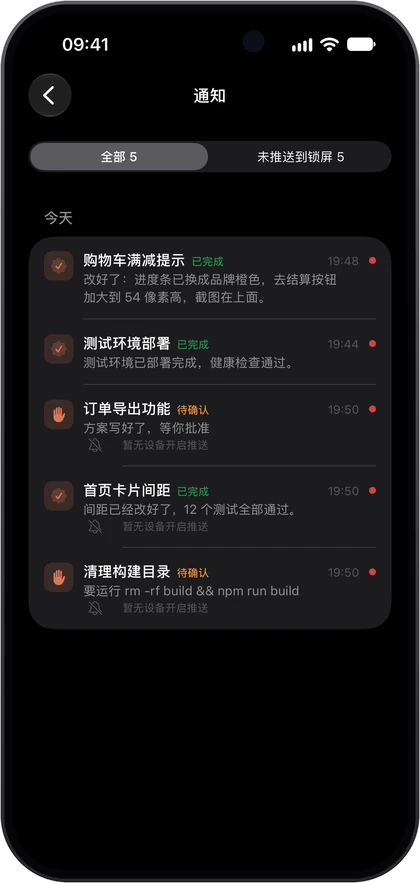 09:41
通知
全部 5
未推送到锁屏 5
今天
购物车满减提示 已完成 19:48
改好了：进度条已换成品牌橙色，去结算按钮
加大到 54 像素高，截图在上面。
测试环境部署 已完成 19:44
测试环境已部署完成，健康检查通过。
订单导出功能 待确认 19:50
方案写好了，等你批准
暂无设备开启推送
首页卡片间距 已完成 19:50
间距已经改好了，12 个测试全部通过。
暂无设备开启推送
清理构建目录 待确认 19:50
要运行 rm -rf build && npm run build
暂无设备开启推送